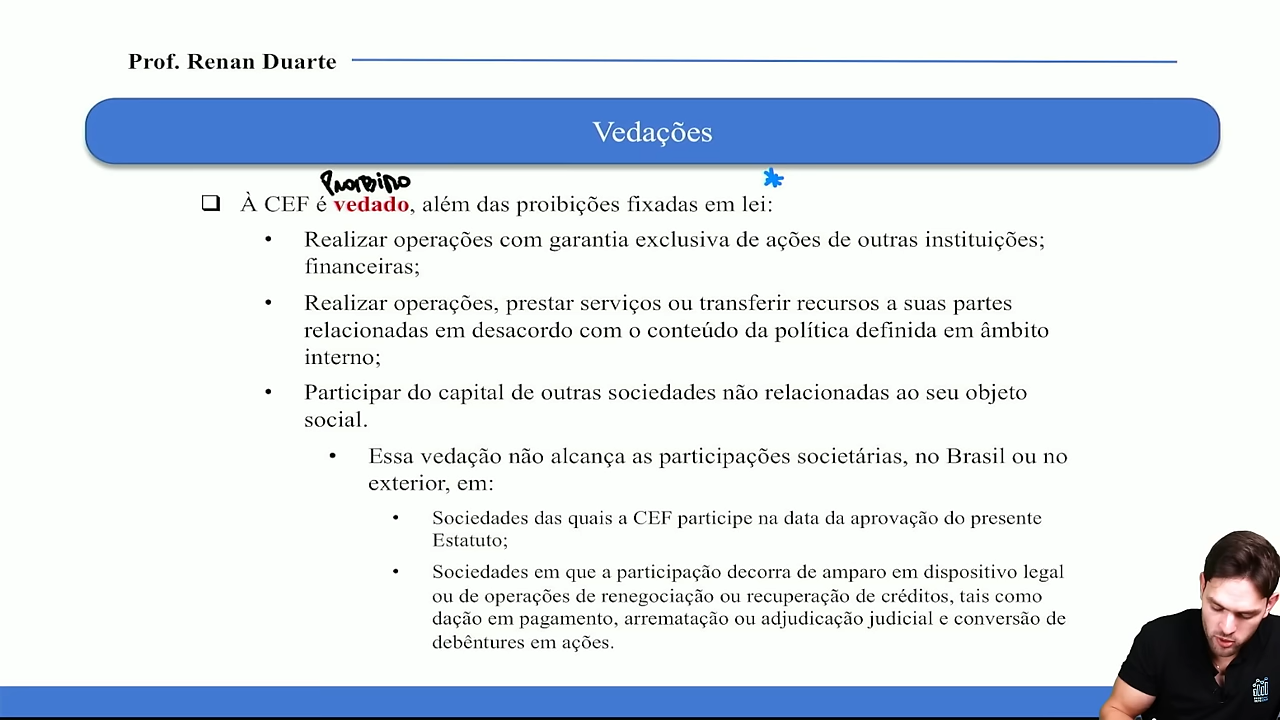 Prof. Renan Duarte
Vedações
Proibido
À CEF é vedado, além das proibições fixadas em lei:
Realizar operações com garantia exclusiva de ações de outras instituições;
financeiras;
Realizar operações, prestar serviços ou transferir recursos a suas partes
relacionadas em desacordo com o conteúdo da política definida em âmbito
interno;
Participar do capital de outras sociedades não relacionadas ao seu objeto
social.
Essa vedação não alcança as participações societárias, no Brasil ou no
exterior, em:
Sociedades das quais a CEF participe na data da aprovação do presente
Estatuto;
Sociedades em que a participação decorra de amparo em dispositivo legal
ou de operações de renegociação ou recuperação de créditos, tais como
dação em pagamento, arrematação ou adjudicação judicial e conversão de
debêntures em ações.